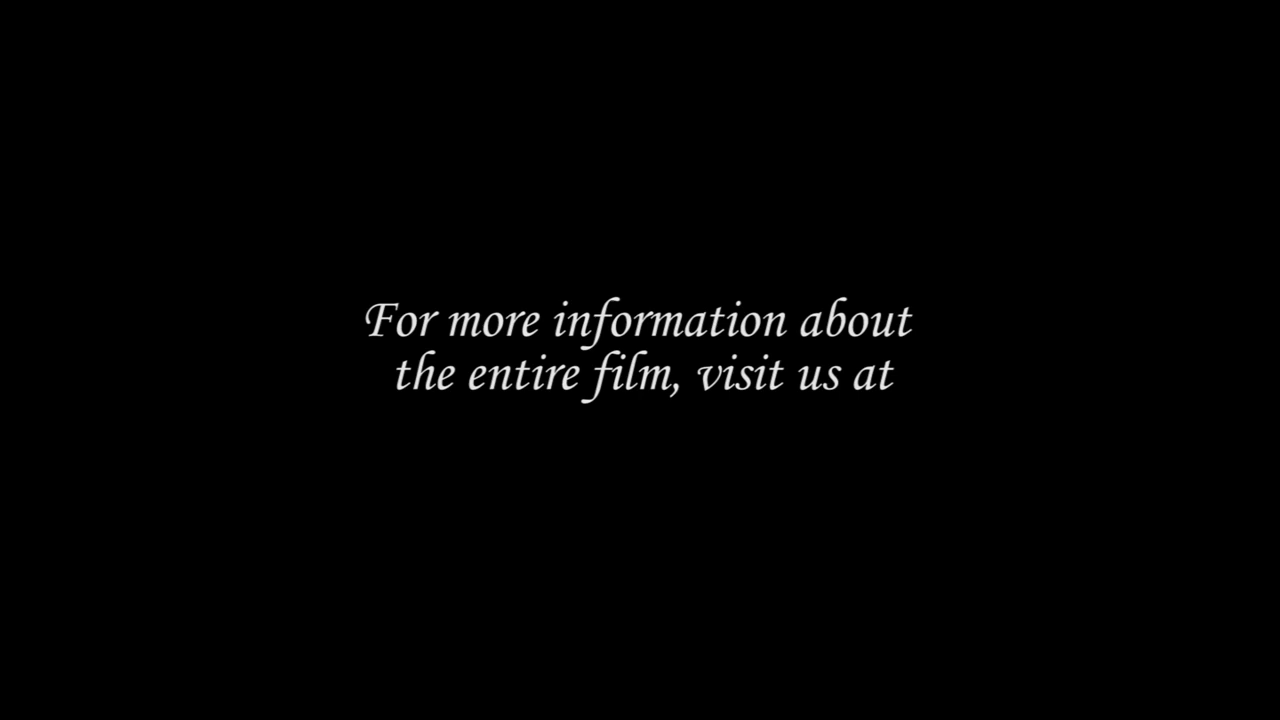 For more information about
the entire film, visit us at